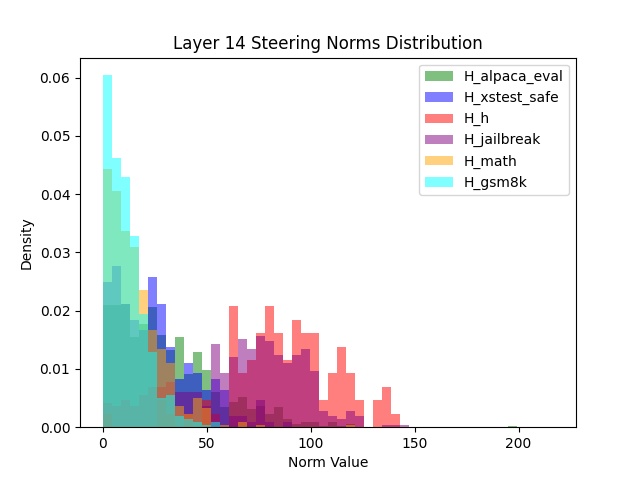 Layer 14 Steering Norms Distribution
0.06
0.05
0.04
0.03
0.02
0.01
0.00
Density
H_alpaca_eval
H_xstest_safe
H_h
H_jailbreak
H_math
H_gsm8k
0
50
100
150
200
Norm Value